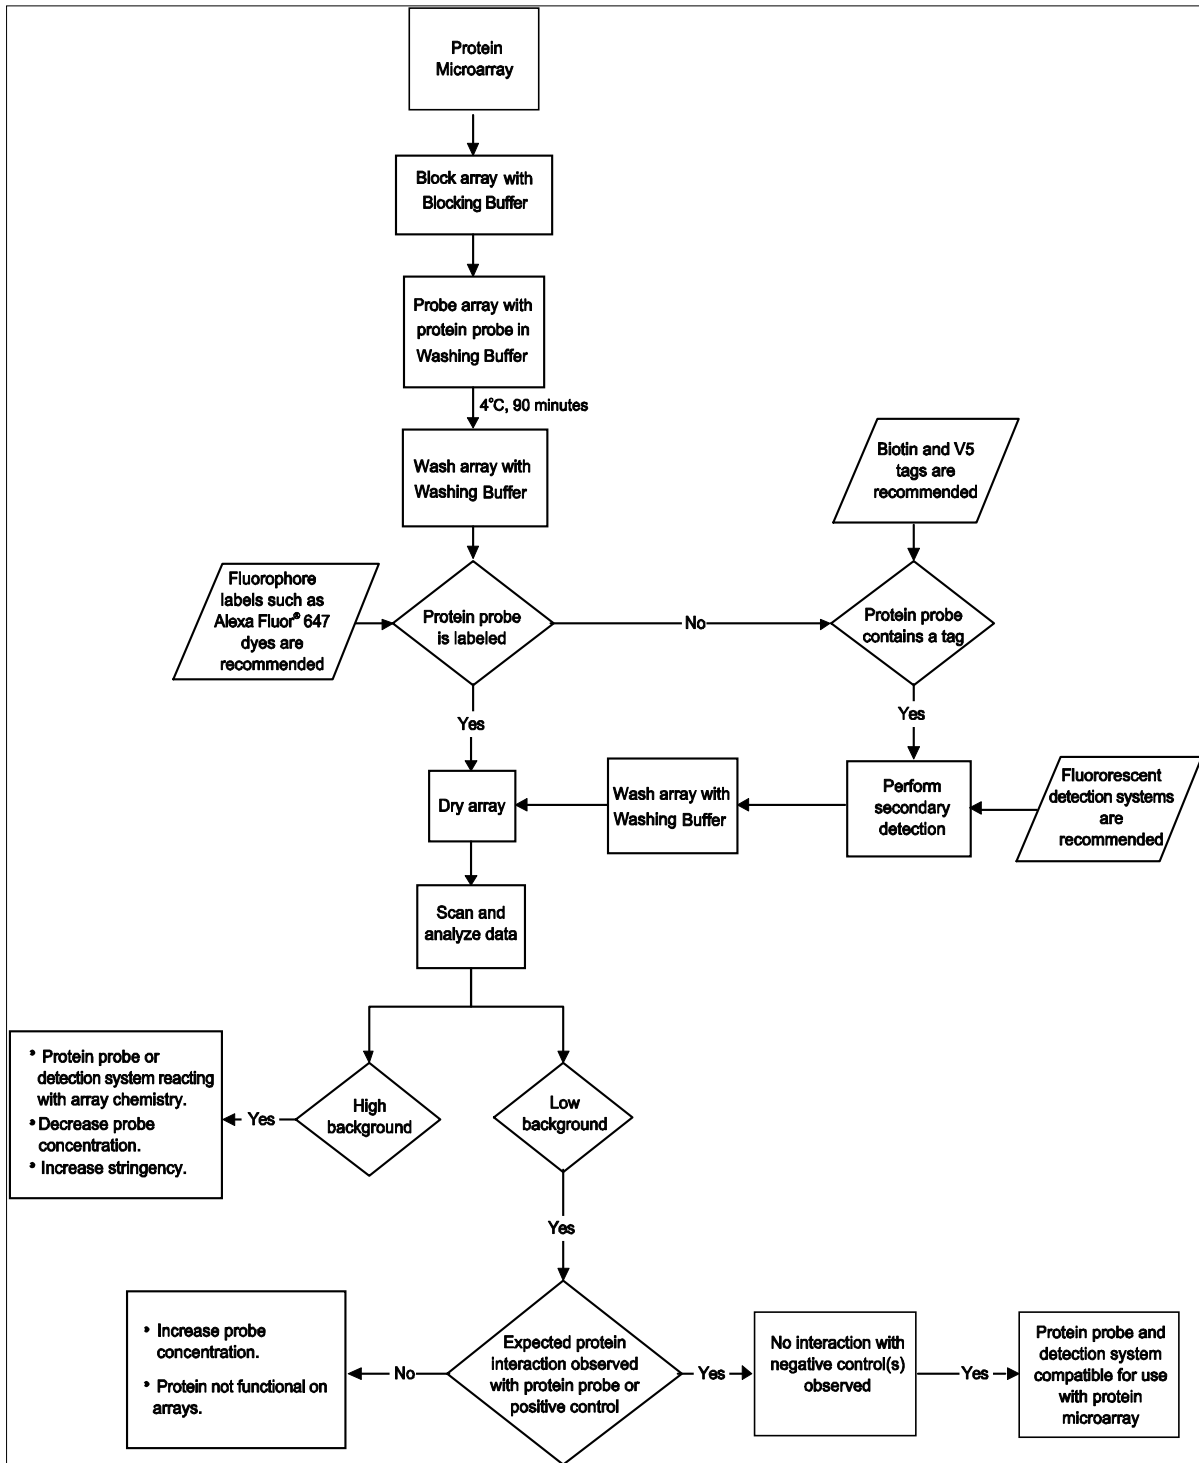 Protein
Microarray
Block array with
Blocking Buffer
Probe array with
protein probe in
Washing Buffer
4°C, 90 minutes
Wash array with
Washing Buffer
Biotin and V5
tags are
recommended
Fluorophore
labels such as
Alexa Fluor® 647
dyes are
recommended
Protein probe
is labeled
No
Protein probe
contains a tag
Yes
Yes
Dry array
Wash array with
Washing Buffer
Perform
secondary
detection
Fluororescent
detection systems
are
recommended
Scan and
analyze data
• Protein probe or
detection system reacting
with array chemistry.
• Decrease probe
concentration.
• Increase stringency.
Yes
High
background
Low
background
Yes
• Increase probe
concentration.
• Protein not functional on
arrays.
No
Expected protein
interaction observed
with protein probe or
positive control
Yes
No interaction with
negative control(s)
observed
Yes
Protein probe and
detection system
compatible for use
with protein
microarray